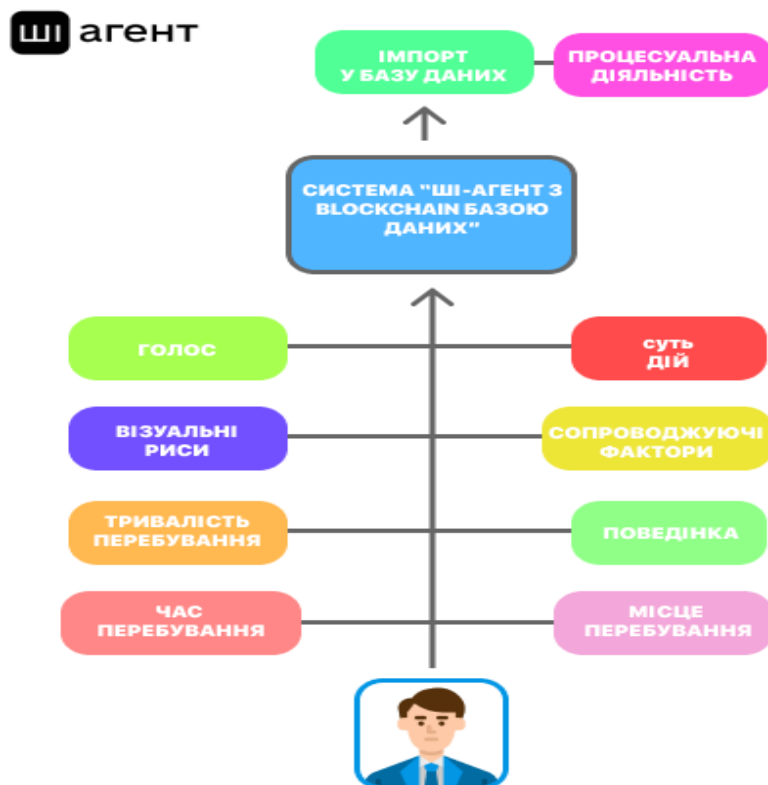 ШІ агент
ІМПОРТ
У БАЗУ ДАНИХ
ПРОЦЕСУАЛЬНА
ДІЯЛЬНІСТЬ
СИСТЕМА "ШІ-АГЕНТ З
BLOCKCHAIN БАЗОЮ
ДАНИХ"
ГОЛОС
суть
ДІЙ
ВІЗУАЛЬНІ
РИСИ
СОПРОВОДЖУЮЧІ
ФАКТОРИ
ТРИВАЛІСТЬ
ПЕРЕБУВАННЯ
ПОВЕДІНКА
ЧАС
ПЕРЕБУВАННЯ
МІСЦЕ
ПЕРЕБУВАННЯ